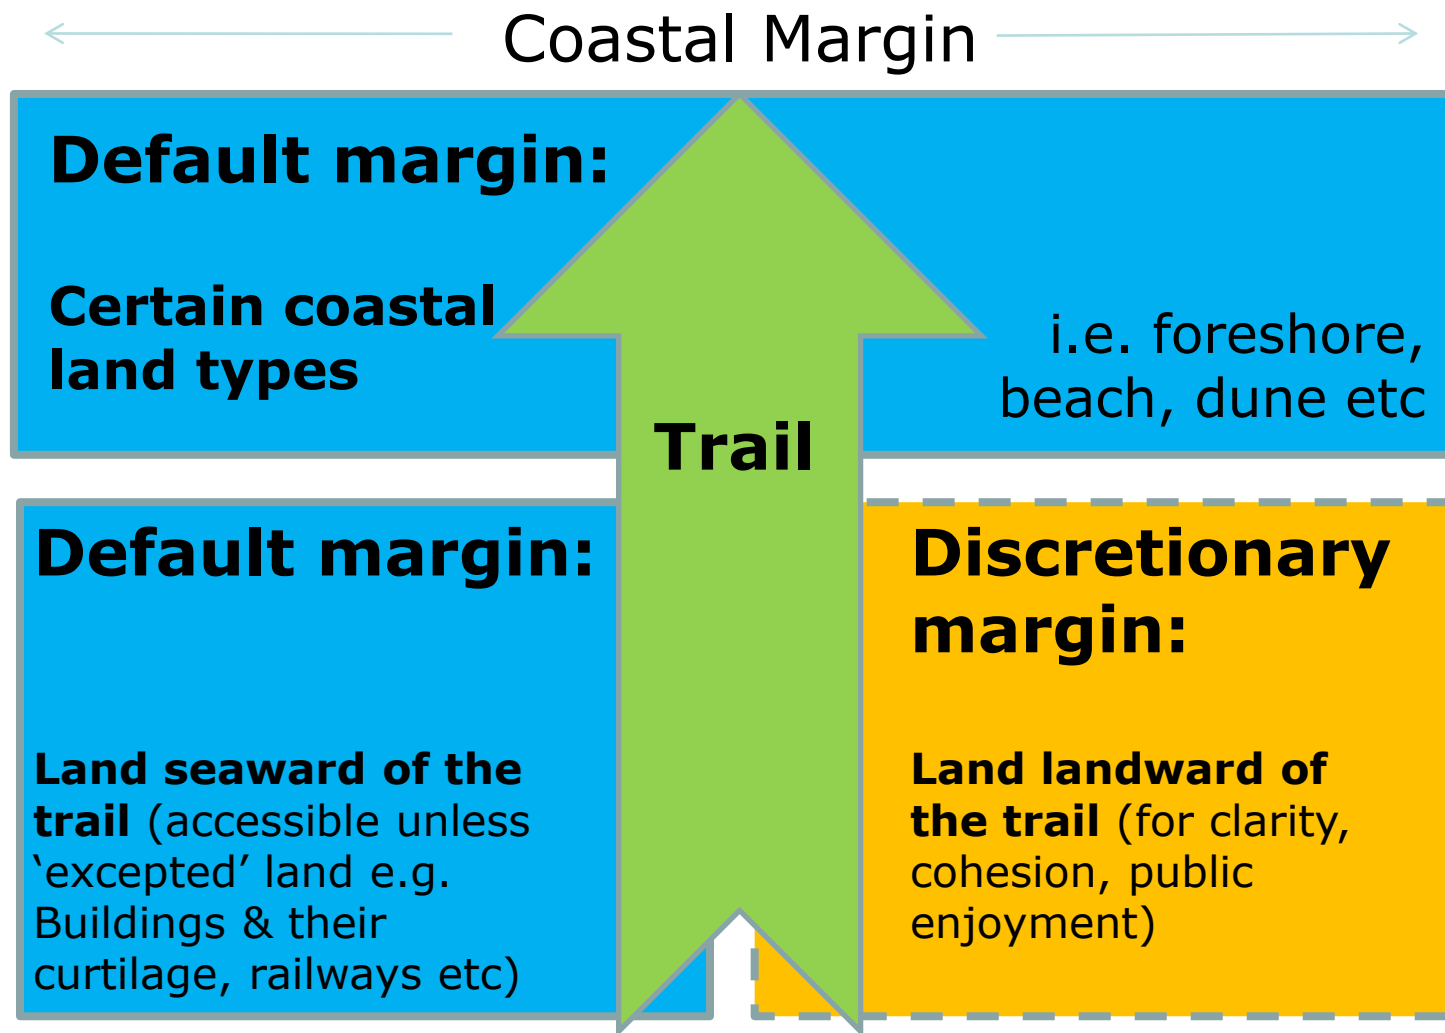 Coastal Margin
Default margin:
Certain coastal
land types
i.e. foreshore,
beach, dune etc
Trail
Default margin:
Land seaward of the
trail (accessible unless
‘excepted’ land e.g.
Buildings & their
curtilage, railways etc)
Discretionary
margin:
Land landward of
the trail (for clarity,
cohesion, public
enjoyment)